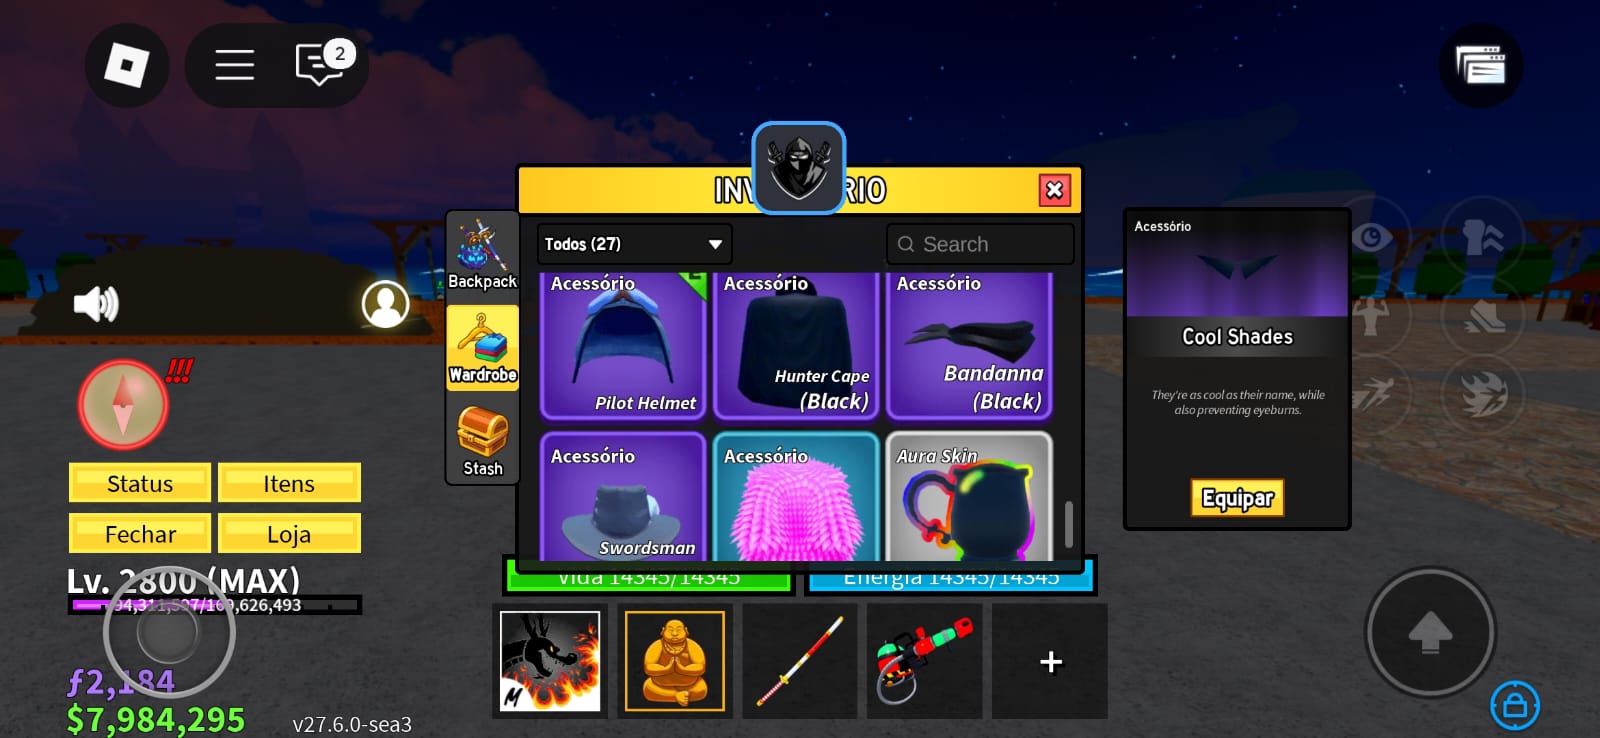 2
INV
RIO
Todos (27)
Search
Backpack
Wardrobe
Stash
Acessório
Pilot Helmet
Acessório
Hunter Cape
(Black)
Acessório
Bandanna
(Black)
Acessório
Swordsman
Acessório
Aura Skin
Acessório
Cool Shades
They're as cool as their name, while
also preventing eyeburns.
Equipar
!!!
Status
Itens
Fechar
Loja
Lv. 2800 (MAX)
Vida 14345/14345
Energia 14345/14345
M
+
ƒ2,184
$7,984,295
v27.6.0-sea3